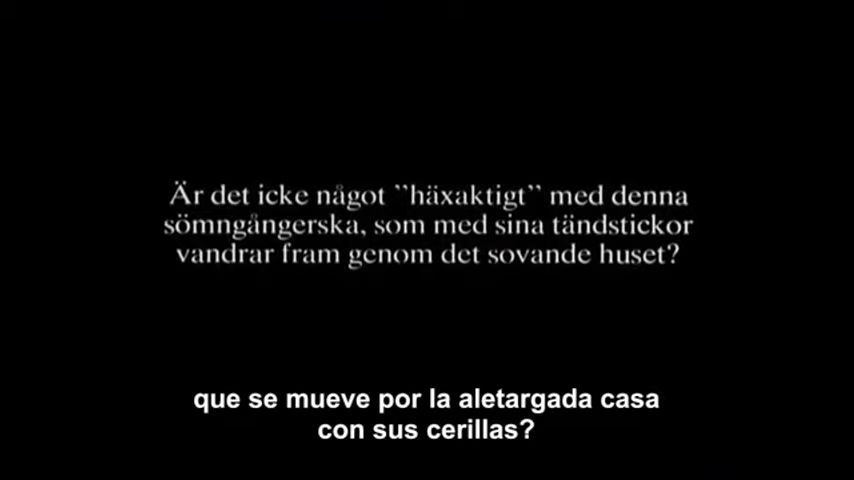 Är det icke något ”häxaktigt” med denna
sömngångerska, som med sina tändstickor
vandrar fram genom det sovande huset?
que se mueve por la aletargada casa
con sus cerillas?